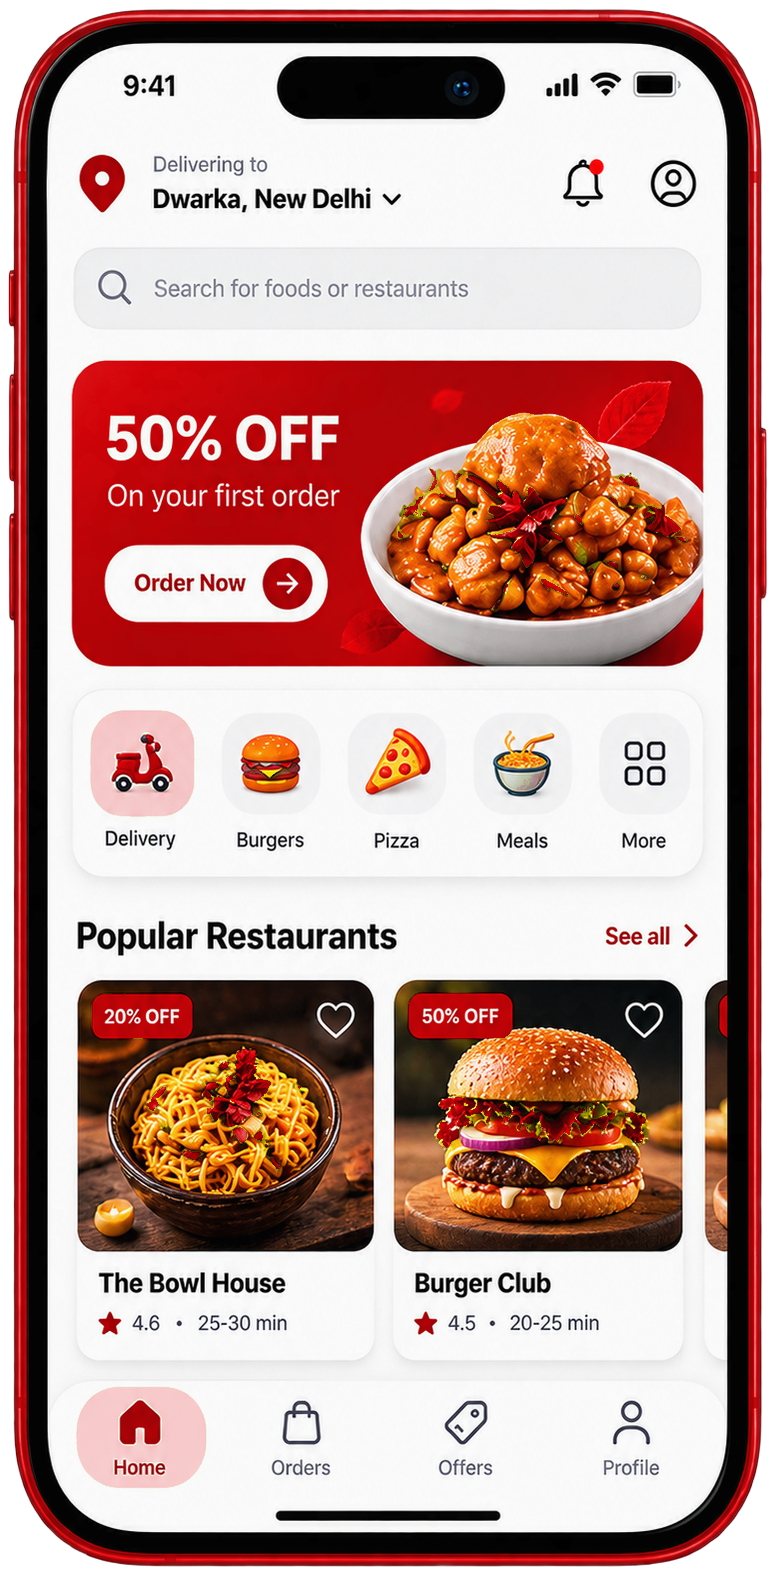 9:41
Delivering to
Dwarka, New Delhi
Search for foods or restaurants
50% OFF
On your first order
Order Now
Delivery
Burgers
Pizza
Meals
More
Popular Restaurants
See all
20% OFF
50% OFF
The Bowl House
4.6 • 25-30 min
Burger Club
4.5 • 20-25 min
Home
Orders
Offers
Profile